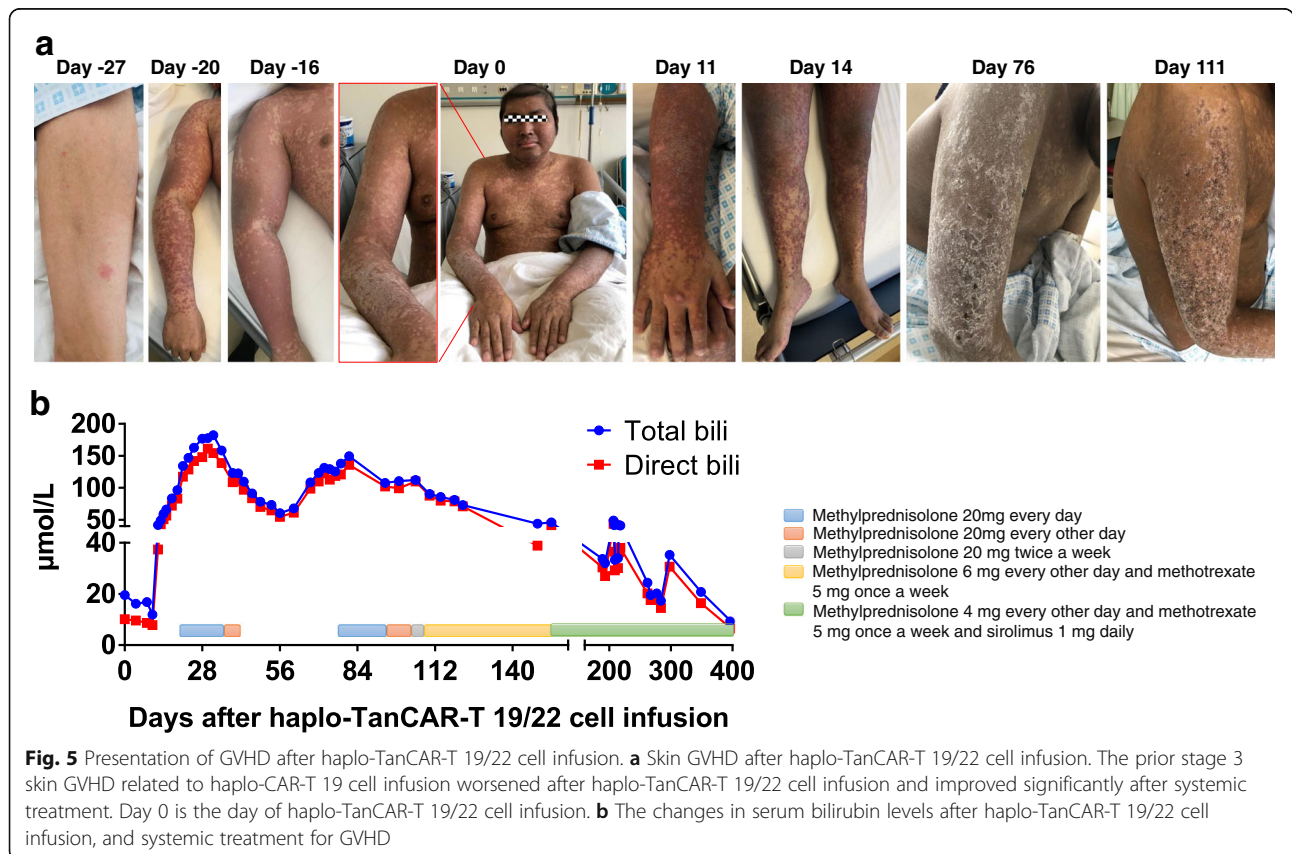 a
Day -27 Day -20 Day -16 Day 0 Day 11 Day 14 Day 76 Day 111
b
200
150
100
50
40
20
0
µmol/L
0 28 56 84 112 140 200 300 400
Days after haplo-TanCAR-T 19/22 cell infusion
Total bili
Direct bili
Methylprednisolone 20mg every day
Methylprednisolone 20mg every other day
Methylprednisolone 20 mg twice a week
Methylprednisolone 6 mg every other day and methotrexate
5 mg once a week
Methylprednisolone 4 mg every other day and methotrexate
5 mg once a week and sirolimus 1 mg daily
Fig. 5 Presentation of GVHD after haplo-TanCAR-T 19/22 cell infusion. a Skin GVHD after haplo-TanCAR-T 19/22 cell infusion. The prior stage 3
skin GVHD related to haplo-CAR-T 19 cell infusion worsened after haplo-TanCAR-T 19/22 cell infusion and improved significantly after systemic
treatment. Day 0 is the day of haplo-TanCAR-T 19/22 cell infusion. b The changes in serum bilirubin levels after haplo-TanCAR-T 19/22 cell
infusion, and systemic treatment for GVHD